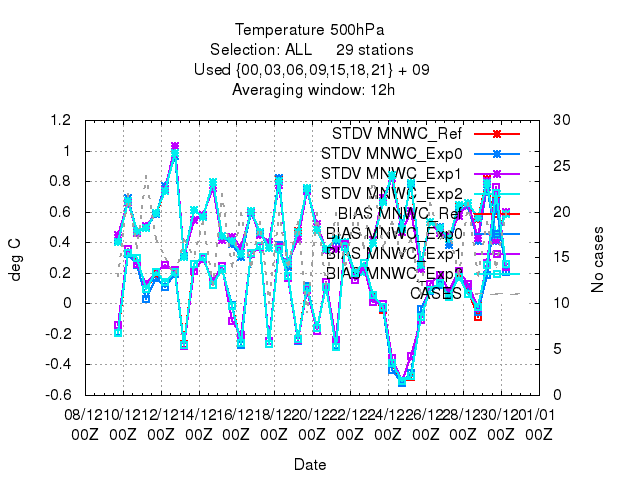 Temperature 500hPa
Selection: ALL 29 stations
Used {00,03,06,09,15,18,21} + 09
Averaging window: 12h
1.2
1
0.8
0.6
0.4
0.2
0
-0.2
-0.4
-0.6
deg C
30
25
20
15
10
5
0
No cases
STDV MNWC_Ref
STDV MNWC_Exp0
STDV MNWC_Exp1
STDV MNWC_Exp2
BIAS MNWC_Ref
BIAS MNWC_Exp0
BIAS MNWC_Exp1
BIAS MNWC_Exp2
CASES
08/12 10/12 12/12 14/12 16/12 18/12 20/12 22/12 24/12 26/12 28/12 30/12 01/01
00Z 00Z 00Z 00Z 00Z 00Z 00Z 00Z 00Z 00Z 00Z 00Z 00Z
Date